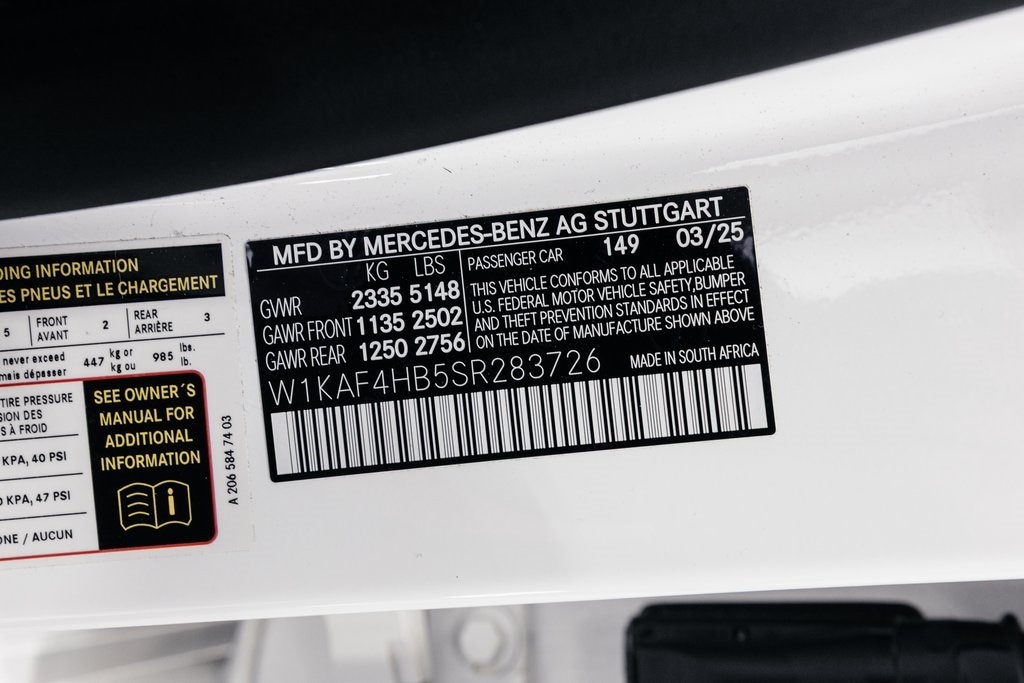 DING INFORMATION
ES PNEUS ET LE CHARGEMENT
5 FRONT AVANT 2 REAR ARRIÈRE 3
never exceed 447 kg or 985 lbs.
mais dépasser kg ou lb.
TIRE PRESSURE
SION DES
S À FROID
KPA, 40 PSI
KPA, 47 PSI
ONE / AUCUN
SEE OWNER´S
MANUAL FOR
ADDITIONAL
INFORMATION
i
A 206 584 74 03
MFD BY MERCEDES-BENZ AG STUTTGART
KG LBS
GVWR 2335 5148
GAWR FRONT 1135 2502
GAWR REAR 1250 2756
PASSENGER CAR 149 03/25
THIS VEHICLE CONFORMS TO ALL APPLICABLE
U.S. FEDERAL MOTOR VEHICLE SAFETY,BUMPER
AND THEFT PREVENTION STANDARDS IN EFFECT
ON THE DATE OF MANUFACTURE SHOWN ABOVE
W1KAF4HB5SR283726 MADE IN SOUTH AFRICA